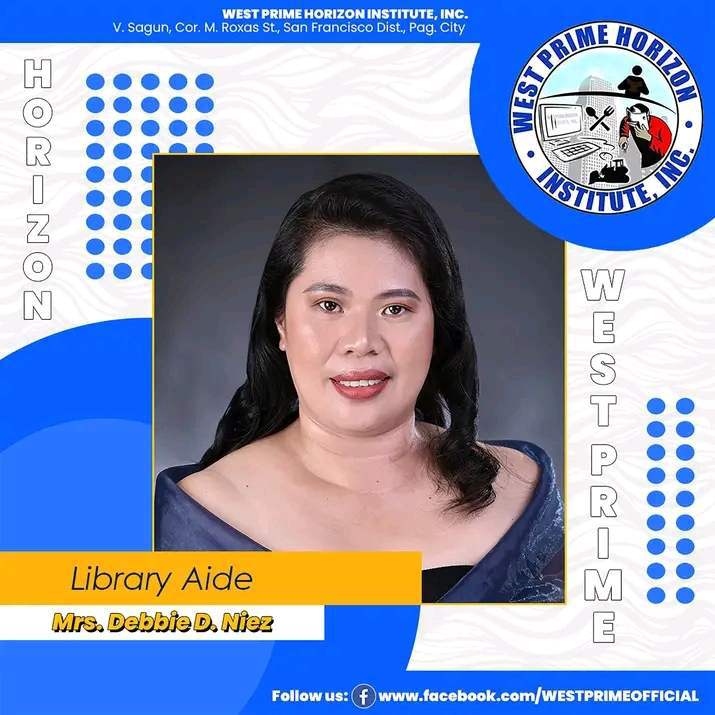 WEST PRIME HORIZON INSTITUTE, INC.
V. Sagun, Cor. M. Roxas St., San Francisco Dist., Pag. City
WEST PRIME HORIZON
INSTITUTE, INC.
HORIZON
WEST PRIME
Library Aide
Mrs. Debbie D. Niez
Follow us: f www.facebook.com/WESTPRIMEOFFICIAL